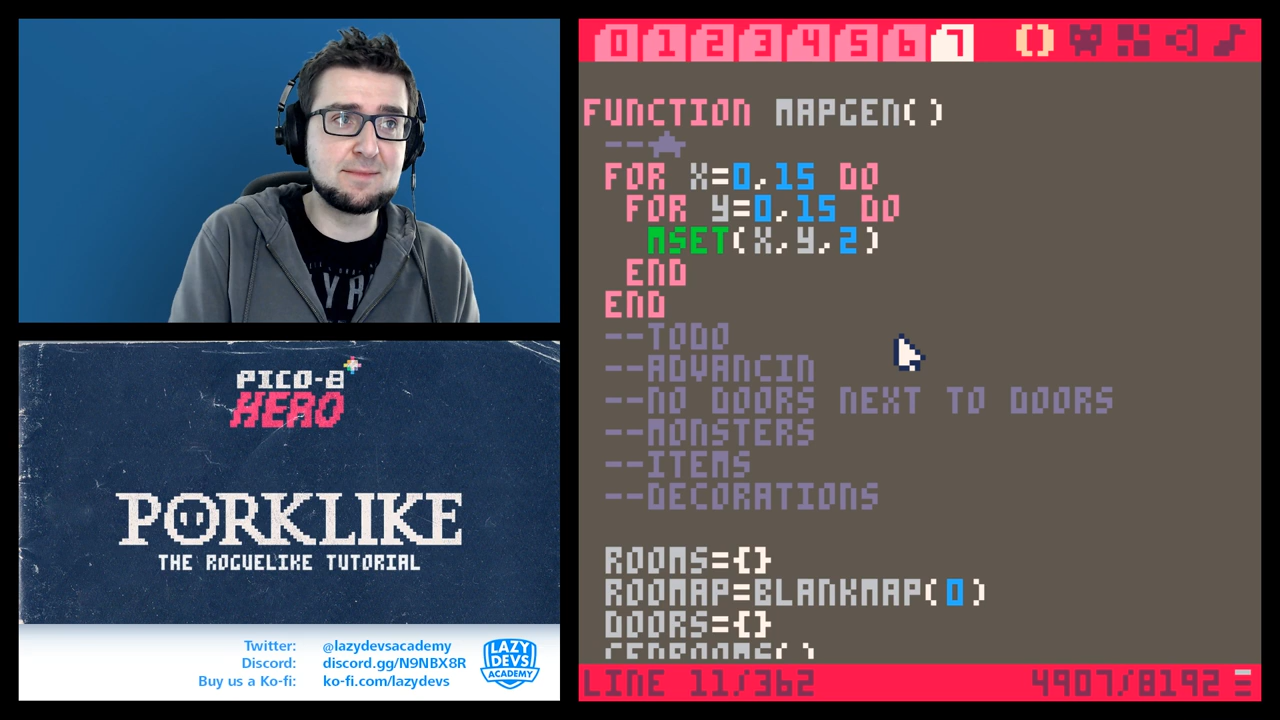 0 1 2 3 4 5 6 7
FUNCTION MAPGEN()
--
FOR X=0,15 DO
FOR Y=0,15 DO
MSET(X,Y,2)
END
END
--TODO
--ADVANCIN
--NO DOORS NEXT TO DOORS
--MONSTERS
--ITEMS
--DECORATIONS
ROOMS={}
ROOMAP=BLANKMAP(0)
DOORS={}
GENROOMS()
LINE 11/362 4907/8192
PICO-8
HERO
PORKLIKE
THE ROGUELIKE TUTORIAL
Twitter: @lazydevsacademy
Discord: discord.gg/N9NBX8R
Buy us a Ko-fi: ko-fi.com/lazydevs
LAZY
DEVS
ACADEMY